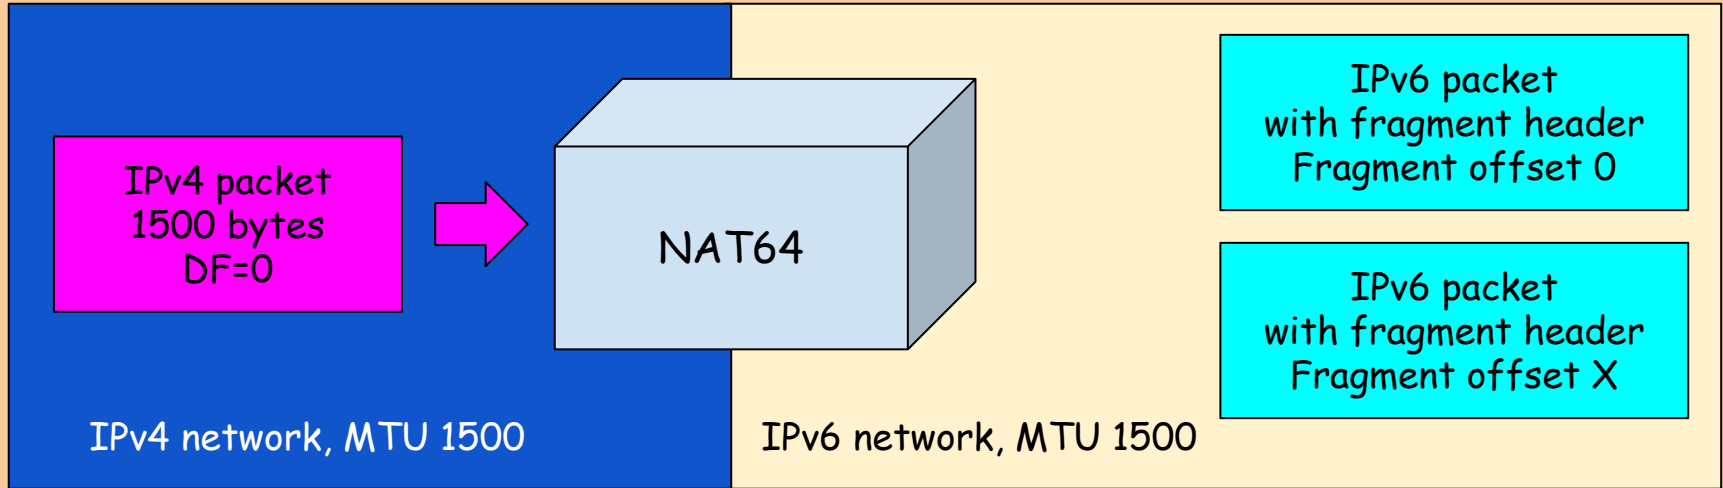 IPv4 packet
1500 bytes
DF=0
NAT64
IPv6 packet
with fragment header
Fragment offset 0
IPv6 packet
with fragment header
Fragment offset X
IPv4 network, MTU 1500
IPv6 network, MTU 1500